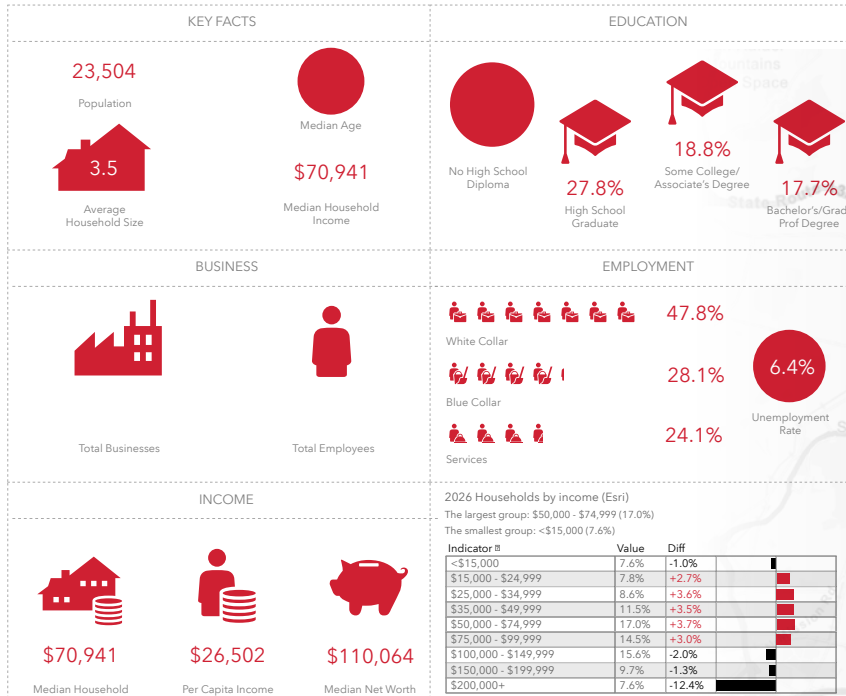 KEY FACTS
23,504
Population
Median Age
3.5
Average
Household Size
$70,941
Median Household
Income
EDUCATION
No High School
Diploma
27.8%
High School
Graduate
18.8%
Some College/
Associate's Degree
17.7%
Bachelor's/Grad
Prof Degree
untains
Space
State Rout
BUSINESS
Total Businesses
Total Employees
EMPLOYMENT
47.8%
White Collar
28.1%
Blue Collar
24.1%
Services
6.4%
Unemployment
Rate
INCOME
$70,941
Median Household
$26,502
Per Capita Income
$110,064
Median Net Worth
2026 Households by income (Esri)
The largest group: $50,000 - $74,999 (17.0%)
The smallest group: <$15,000 (7.6%)
Indicator Value Diff
<$15,000 7.6% -1.0%
$15,000 - $24,999 7.8% +2.7%
$25,000 - $34,999 8.6% +3.6%
$35,000 - $49,999 11.5% +3.5%
$50,000 - $74,999 17.0% +3.7%
$75,000 - $99,999 14.5% +3.0%
$100,000 - $149,999 15.6% -2.0%
$150,000 - $199,999 9.7% -1.3%
$200,000+ 7.6% -12.4%